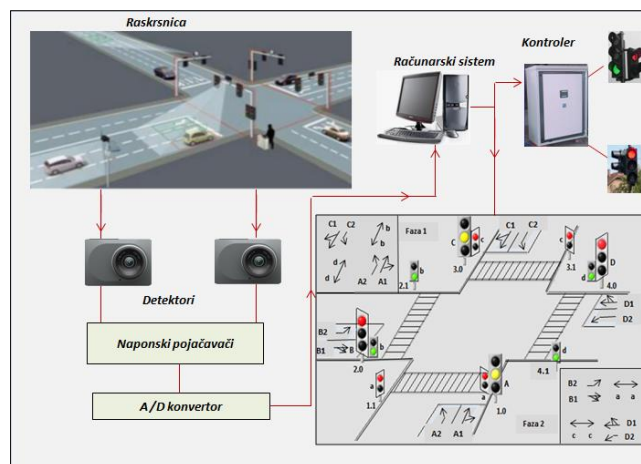 Raskrsnica
Računarski sistem
Kontroler
Detektori
Naponski pojačavači
A/D konvertor
C1 C2
b
b
d
d
A2 A1
Faza 1
C
c
3.0
C1 C2
c
3.1
D
d
4.0
b
2.1
D1
D2
B2
B1
B
b
2.0
a
1.1
a
A
1.0
d
4.1
A2 A1
Faza 2
B2
B1
a a
c c
D1
D2